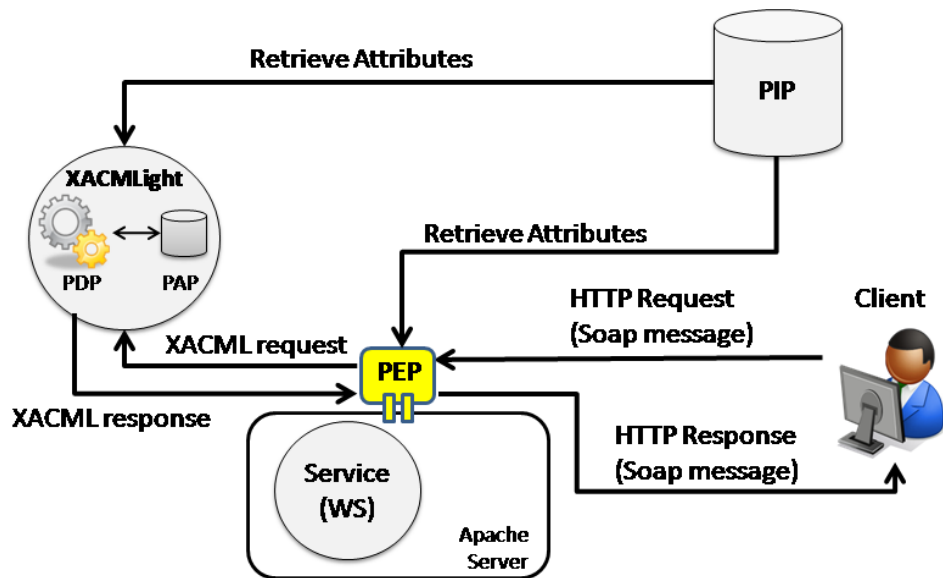 Retrieve Attributes
PIP
XACMLight
PDP
PAP
Retrieve Attributes
HTTP Request
(Soap message)
Client
XACML request
PEP
XACML response
HTTP Response
(Soap message)
Service
(WS)
Apache
Server